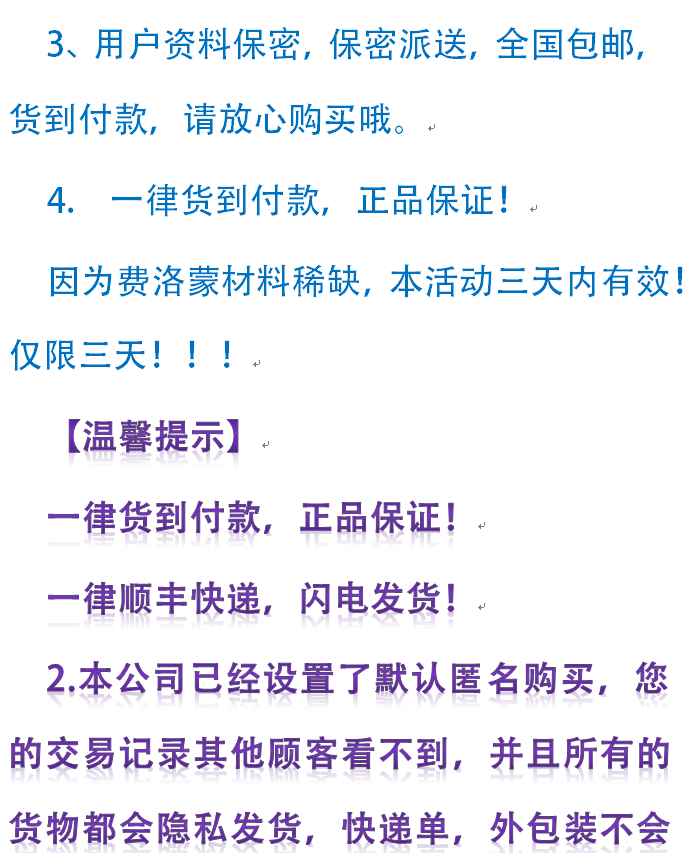 3、用户资料保密，保密派送，全国包邮，
货到付款，请放心购买哦。
4. 一律货到付款，正品保证！
因为费洛蒙材料稀缺，本活动三天内有效！
仅限三天！！！
【温馨提示】
一律货到付款，正品保证！
一律顺丰快递，闪电发货！
2.本公司已经设置了默认匿名购买，您
的交易记录其他顾客看不到，并且所有的
货物都会隐私发货，快递单，外包装不会